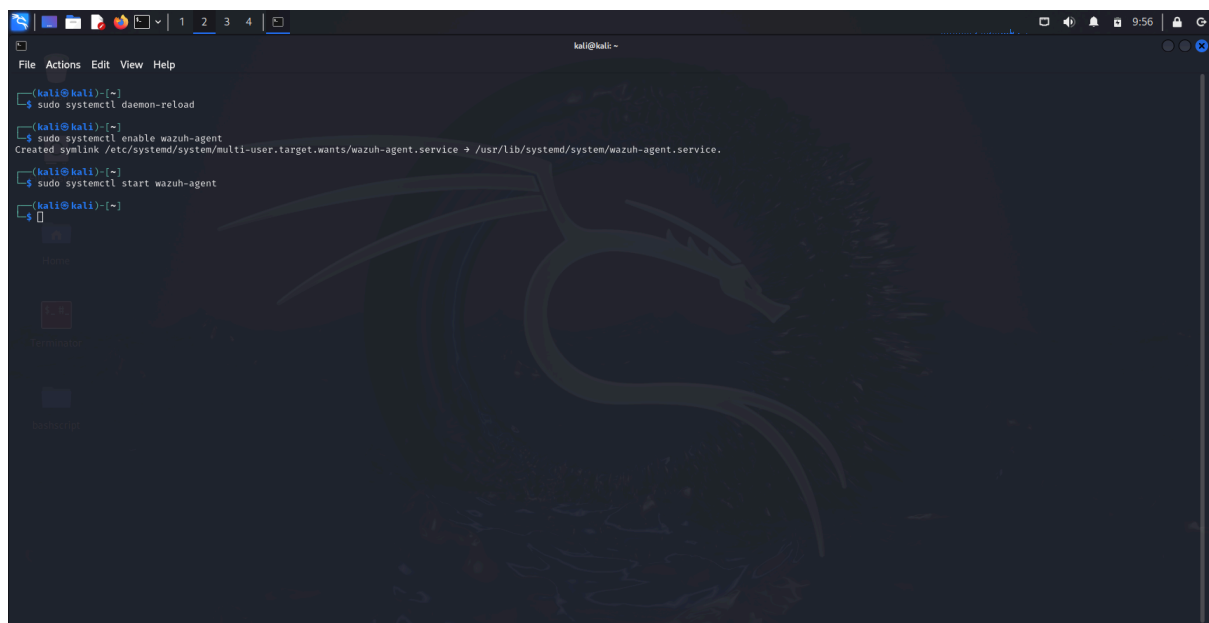 1 2 3 4
9:56
kali@kali: ~
File Actions Edit View Help
┌──(kali㉿kali)-[~]
└─$ sudo systemctl daemon-reload
┌──(kali㉿kali)-[~]
└─$ sudo systemctl enable wazuh-agent
Created symlink /etc/systemd/system/multi-user.target.wants/wazuh-agent.service → /usr/lib/systemd/system/wazuh-agent.service.
┌──(kali㉿kali)-[~]
└─$ sudo systemctl start wazuh-agent
┌──(kali㉿kali)-[~]
└─$
Home